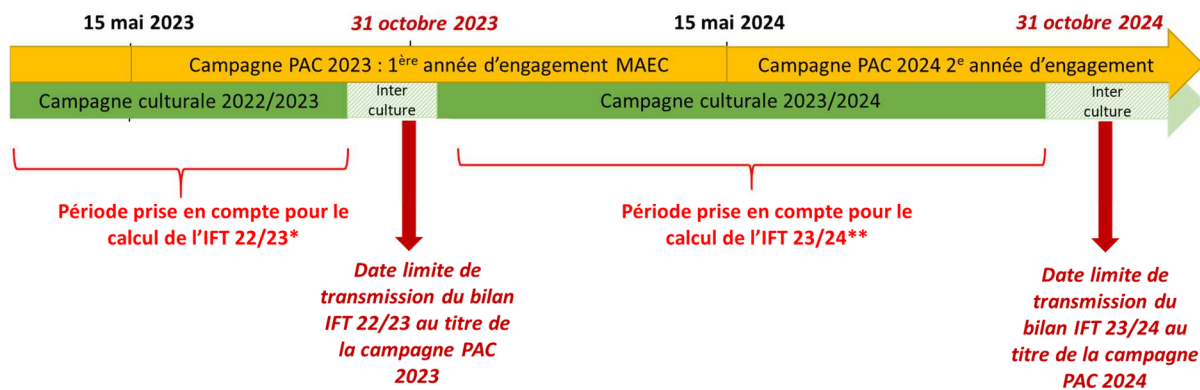 15 mai 2023
31 octobre 2023
15 mai 2024
31 octobre 2024
Campagne PAC 2023 : 1ère année d'engagement MAEC
Campagne PAC 2024 2e année d'engagement
Campagne culturale 2022/2023
Inter
culture
Campagne culturale 2023/2024
Inter
culture
Période prise en compte pour le
calcul de l'IFT 22/23*
Période prise en compte pour le
calcul de l'IFT 23/24**
Date limite de
transmission du bilan
IFT 22/23 au titre de
la campagne PAC
2023
Date limite de
transmission du
bilan IFT 23/24 au
titre de la campagne
PAC 2024